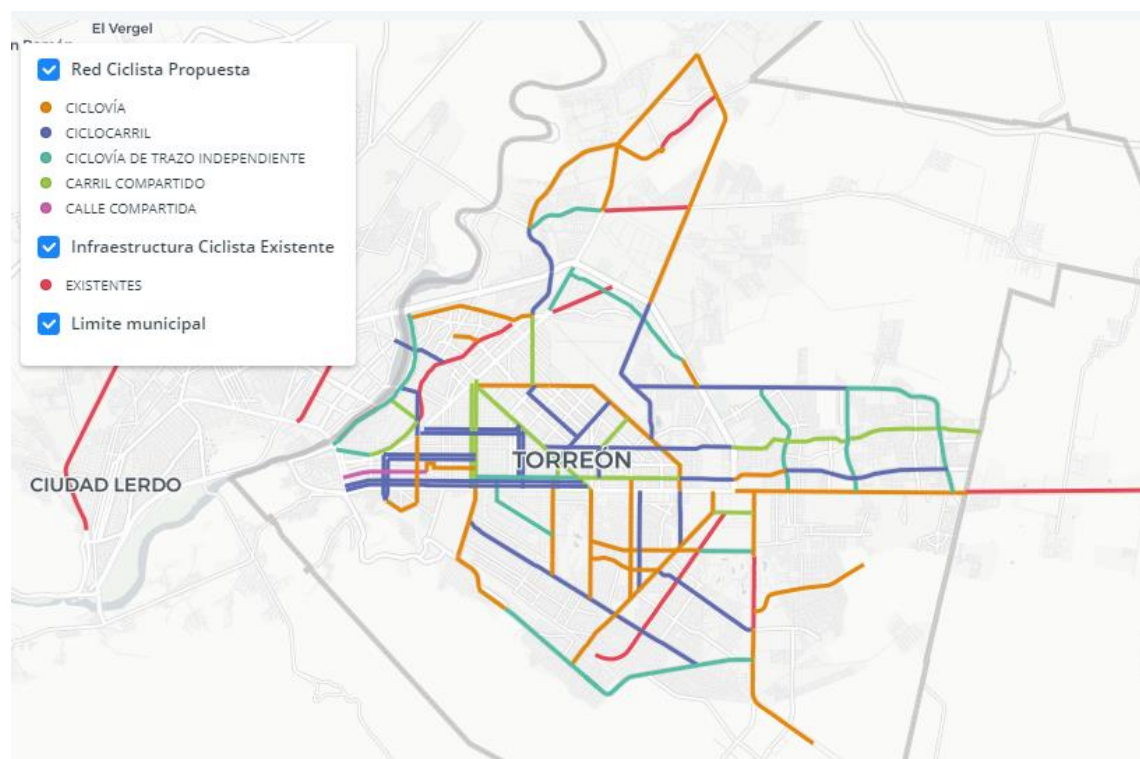 El Vergel
Red Ciclista Propuesta
CICLOVÍA
CICLOCARRIL
CICLOVÍA DE TRAZO INDEPENDIENTE
CARRIL COMPARTIDO
CALLE COMPARTIDA
Infraestructura Ciclista Existente
EXISTENTES
Limite municipal
TORREÓN
CIUDAD LERDO